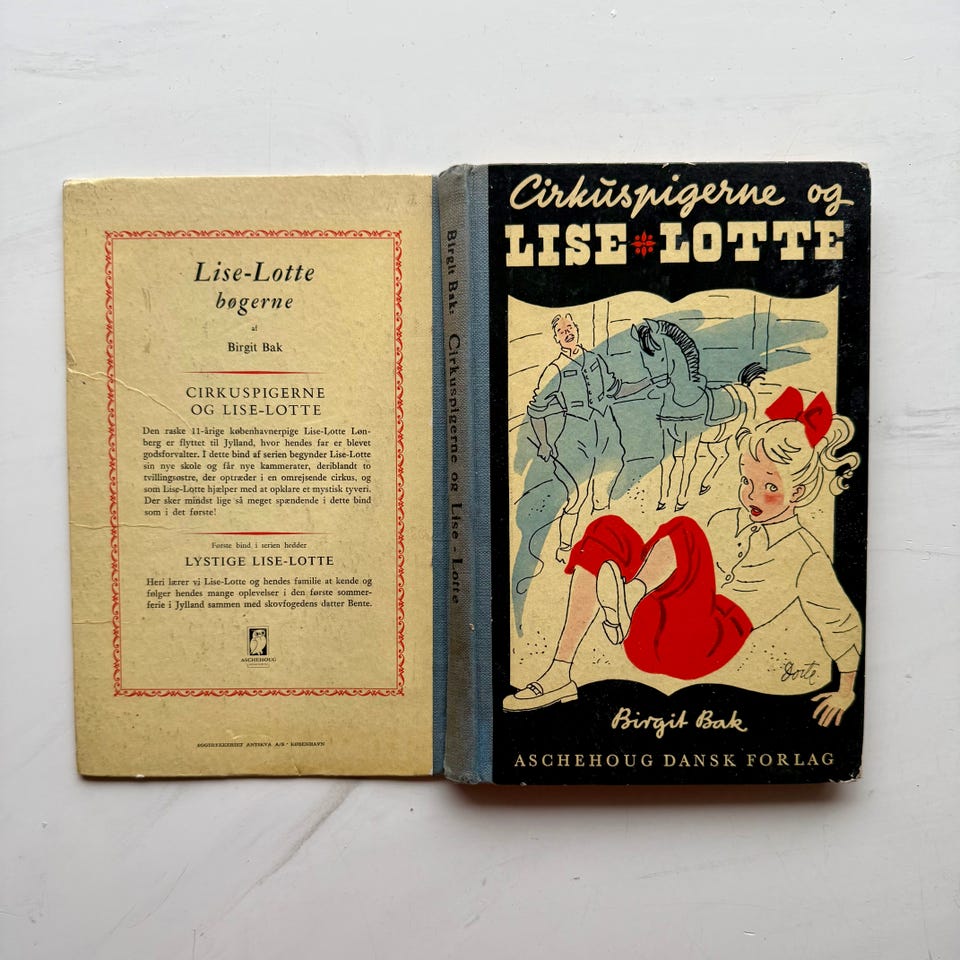 Lise-Lotte
bøgerne
af
Birgit Bak
CIRKUSPIGERNE
OG LISE-LOTTE
Den raske 11-årige københavnerpige Lise-Lotte Løn-
berg er flyttet til Jylland, hvor hendes far er blevet
godsforvalter. I dette bind af serien begynder Lise-Lotte
sin nye skole og får nye kammerater, deriblandt to
tvillingsøstre, der optræder i en omrejsende cirkus, og
som Lise-Lotte hjælper med at opklare et mystisk tyveri.
Der sker mindst lige så meget spændende i dette bind
som i det første!
Første bind i serien hedder
LYSTIGE LISE-LOTTE
Heri lærer vi Lise-Lotte og hendes familie at kende og
følger hendes mange oplevelser i den første sommer-
ferie i Jylland sammen med skovfogedens datter Bente.
ASCHEHOUG
BOGTRYKKERIET ANTIKVA A/S - KØBENHAVN
Birgit Bak: Cirkuspigerne og Lise - Lotte
Cirkuspigerne og
LISE LOTTE
Dorte
Birgit Bak
ASCHEHOUG DANSK FORLAG